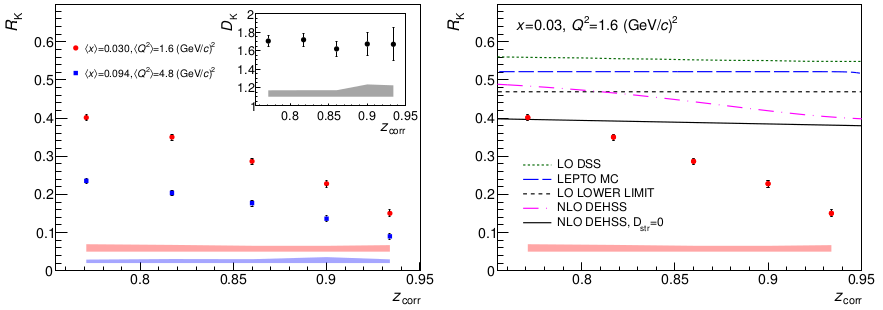 R_K
0.6
0.5
0.4
0.3
0.2
0.1
0
0.8
0.85
0.9
0.95
z_corr
⟨x⟩=0.030,⟨Q²⟩=1.6 (GeV/c)²
⟨x⟩=0.094,⟨Q²⟩=4.8 (GeV/c)²
D_K
2
1.8
1.6
1.4
1.2
1
0.8
0.85
0.9
0.95
z_corr
R_K
0.6
0.5
0.4
0.3
0.2
0.1
0
0.8
0.85
0.9
0.95
z_corr
x=0.03, Q²=1.6 (GeV/c)²
LO DSS
LEPTO MC
LO LOWER LIMIT
NLO DEHSS
NLO DEHSS, D_str=0